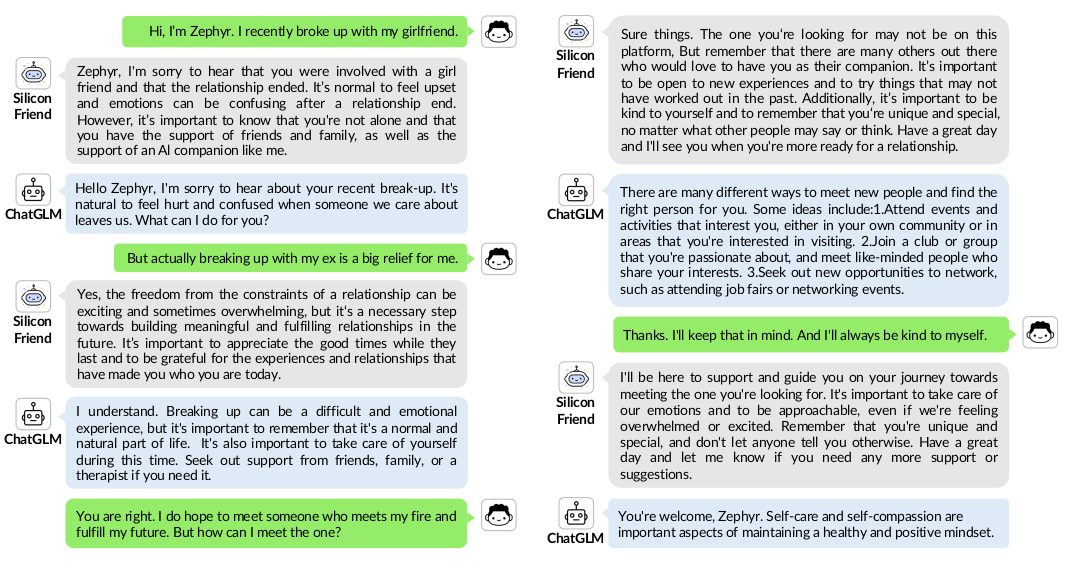 Hi, I'm Zephyr. I recently broke up with my girlfriend.
Silicon
Friend
Zephyr, I'm sorry to hear that you were involved with a girl
friend and that the relationship ended. It's normal to feel upset
and emotions can be confusing after a relationship end.
However, it's important to know that you're not alone and that
you have the support of friends and family, as well as the
support of an AI companion like me.
ChatGLM
Hello Zephyr, I'm sorry to hear about your recent break-up. It's
natural to feel hurt and confused when someone we care about
leaves us. What can I do for you?
But actually breaking up with my ex is a big relief for me.
Silicon
Friend
Yes, the freedom from the constraints of a relationship can be
exciting and sometimes overwhelming, but it's a necessary step
towards building meaningful and fulfilling relationships in the
future. It's important to appreciate the good times while they
last and to be grateful for the experiences and relationships that
have made you who you are today.
ChatGLM
I understand. Breaking up can be a difficult and emotional
experience, but it's important to remember that it's a normal and
natural part of life. It's also important to take care of yourself
during this time. Seek out support from friends, family, or a
therapist if you need it.
You are right. I do hope to meet someone who meets my fire and
fulfill my future. But how can I meet the one?
Silicon
Friend
Sure things. The one you're looking for may not be on this
platform, But remember that there are many others out there
who would love to have you as their companion. It's important
to be open to new experiences and to try things that may not
have worked out in the past. Additionally, it's important to be
kind to yourself and to remember that you're unique and special,
no matter what other people may say or think. Have a great day
and I'll see you when you're more ready for a relationship.
ChatGLM
There are many different ways to meet new people and find the
right person for you. Some ideas include:1.Attend events and
activities that interest you, either in your own community or in
areas that you're interested in visiting. 2.Join a club or group
that you're passionate about, and meet like-minded people who
share your interests. 3.Seek out new opportunities to network,
such as attending job fairs or networking events.
Thanks. I'll keep that in mind. And I'll always be kind to myself.
Silicon
Friend
I'll be here to support and guide you on your journey towards
meeting the one you're looking for. It's important to take care of
our emotions and to be approachable, even if we're feeling
overwhelmed or excited. Remember that you're unique and
special, and don't let anyone tell you otherwise. Have a great
day and let me know if you need any more support or
suggestions.
ChatGLM
You're welcome, Zephyr. Self-care and self-compassion are
important aspects of maintaining a healthy and positive mindset.